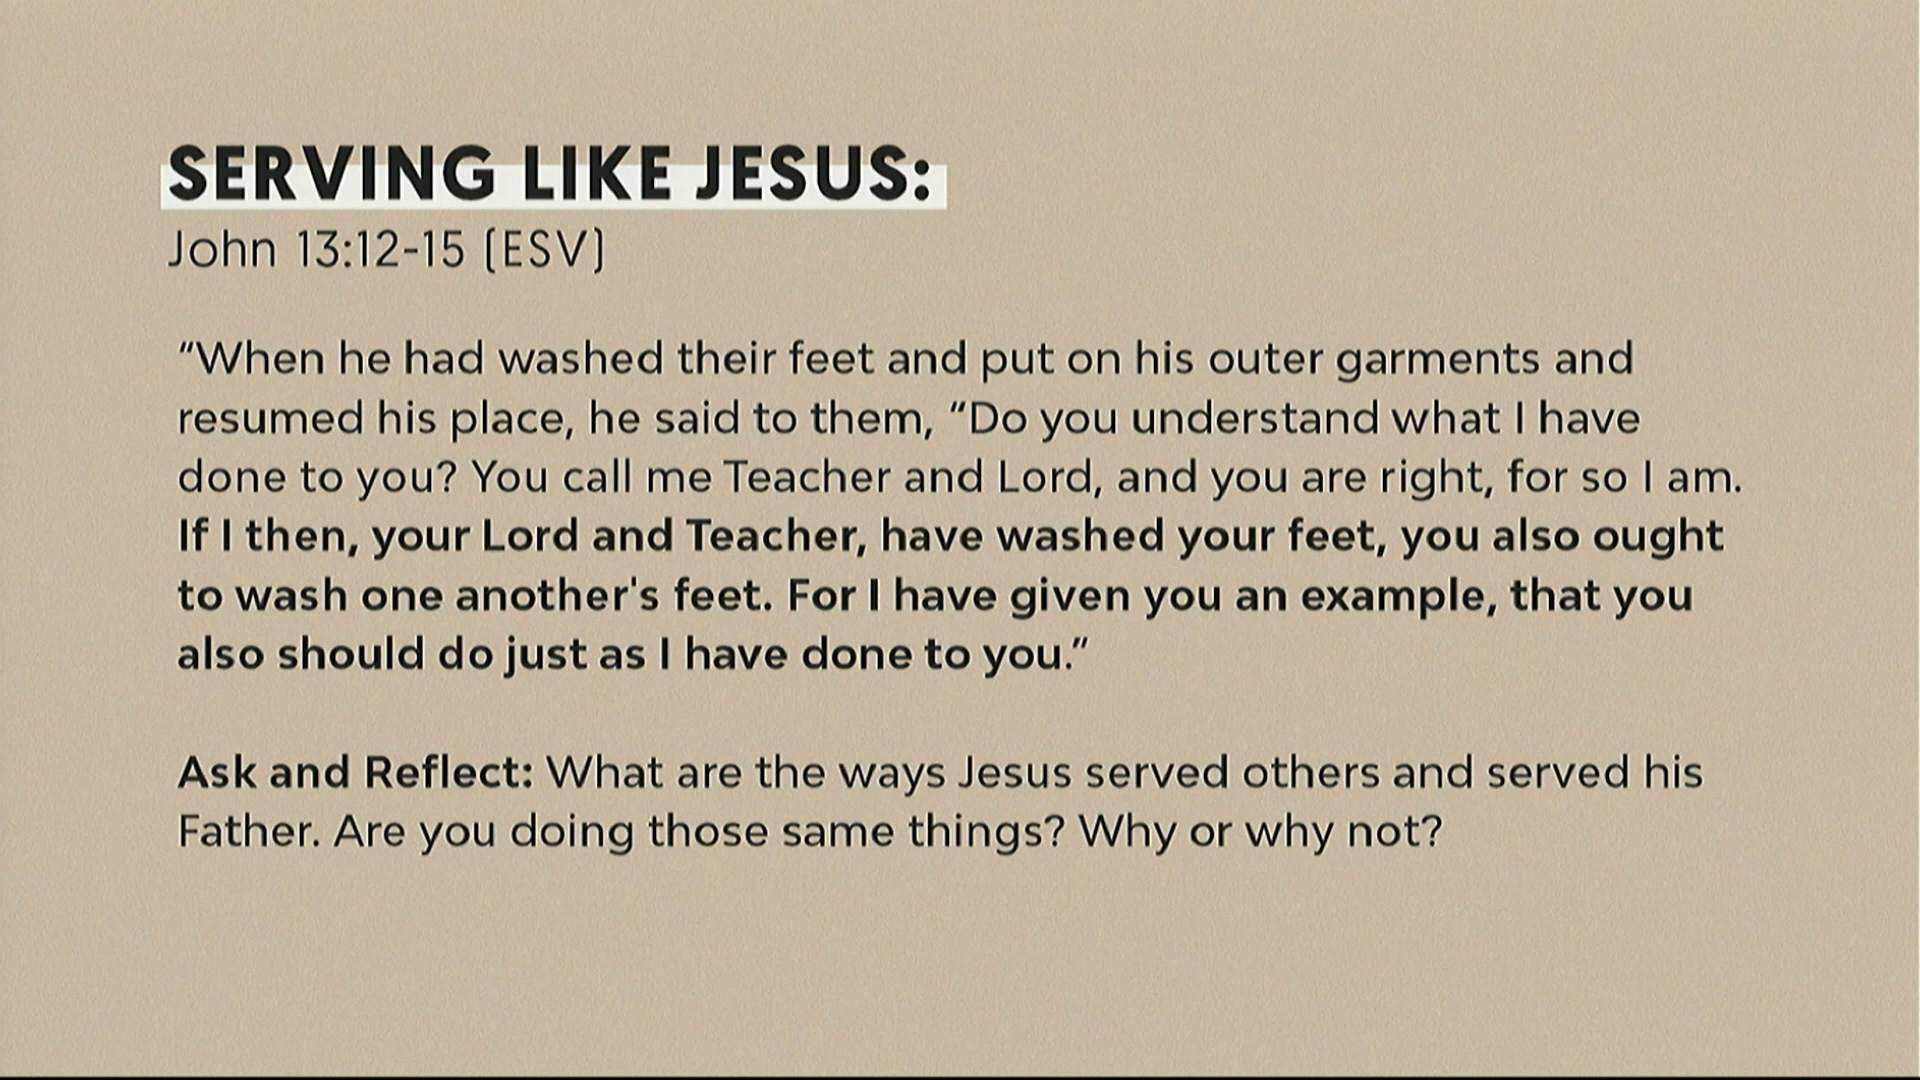 SERVING LIKE JESUS:
John 13:12-15 (ESV)
“When he had washed their feet and put on his outer garments and
resumed his place, he said to them, “Do you understand what I have
done to you? You call me Teacher and Lord, and you are right, for so I am.
If I then, your Lord and Teacher, have washed your feet, you also ought
to wash one another's feet. For I have given you an example, that you
also should do just as I have done to you.”
Ask and Reflect: What are the ways Jesus served others and served his
Father. Are you doing those same things? Why or why not?